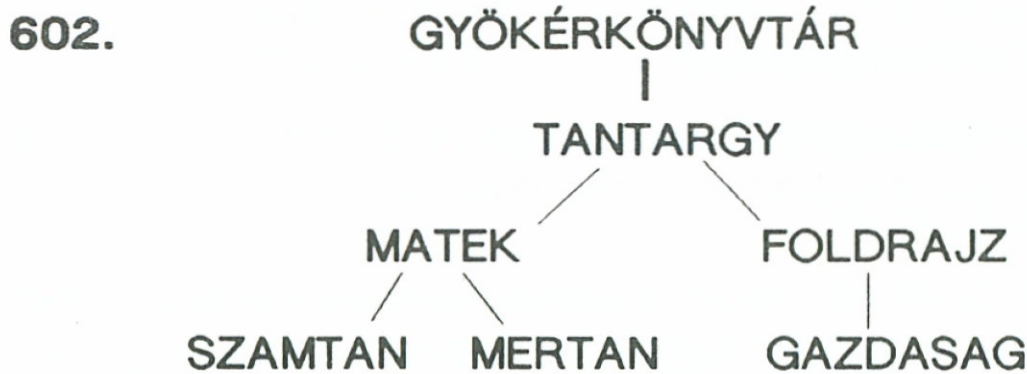 602. GYÖKÉRKÖNYVTÁR
TANTARGY
MATEK FOLDRAJZ
SZAMTAN MERTAN GAZDASAG